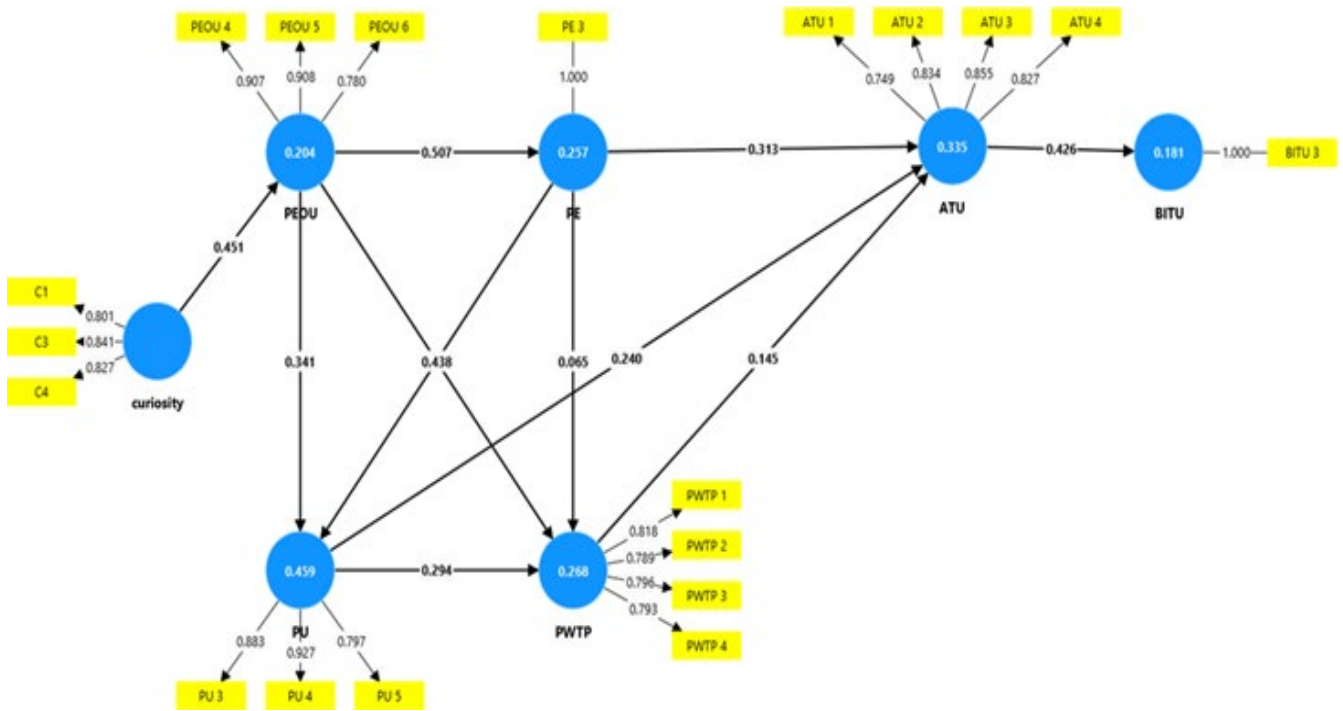 PEOU 4
PEOU 5
PEOU 6
PE 3
ATU 1
ATU 2
ATU 3
ATU 4
0.907
0.908
0.780
1.000
0.749
0.834
0.855
0.827
0.204
0.507
0.257
0.313
0.335
0.426
0.181
1.000
BITU 3
PEOU
PE
ATU
BITU
0.451
C1
0.801
C3
0.841
C4
0.827
curiosity
0.341
0.438
0.065
0.240
0.145
PWTP 1
0.818
PWTP 2
0.789
PWTP 3
0.796
PWTP 4
0.793
0.459
0.294
0.268
PU
PWTP
0.883
0.927
0.797
PU 3
PU 4
PU 5